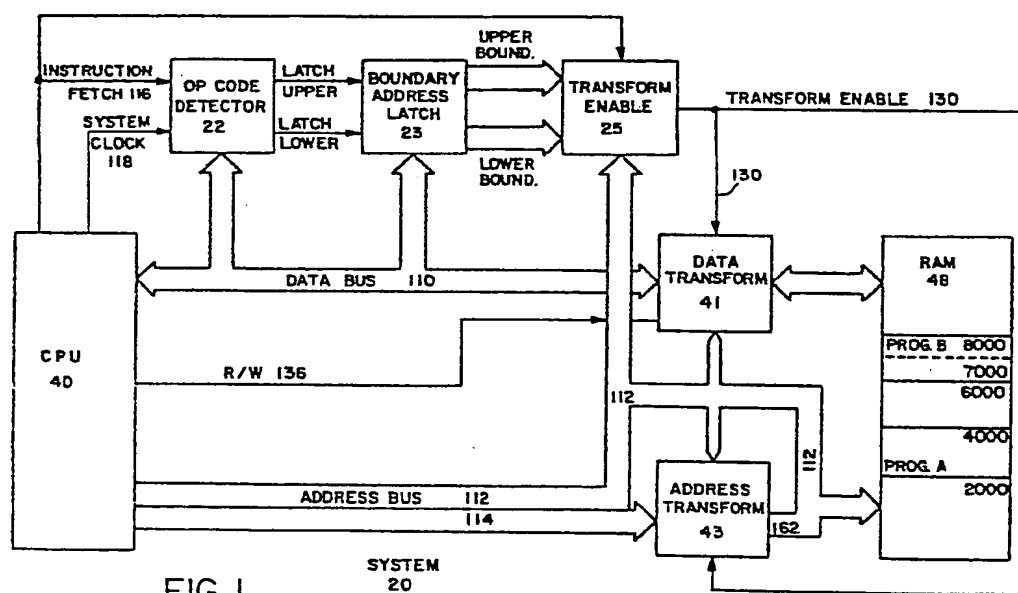 UPPER
BOUND.
INSTRUCTION
FETCH 116
SYSTEM
CLOCK
118
OP CODE
DETECTOR
22
LATCH
UPPER
LATCH
LOWER
BOUNDARY
ADDRESS
LATCH
23
LOWER
BOUND.
TRANSFORM
ENABLE
25
TRANSFORM ENABLE 130
130
DATA BUS 110
DATA
TRANSFORM
41
RAM
48
CPU
40
R/W 136
PROG. B 8000
7000
6000
4000
PROG. A
2000
112
112
ADDRESS BUS 112
114
ADDRESS
TRANSFORM
43
162
SYSTEM
20
FIG. 1